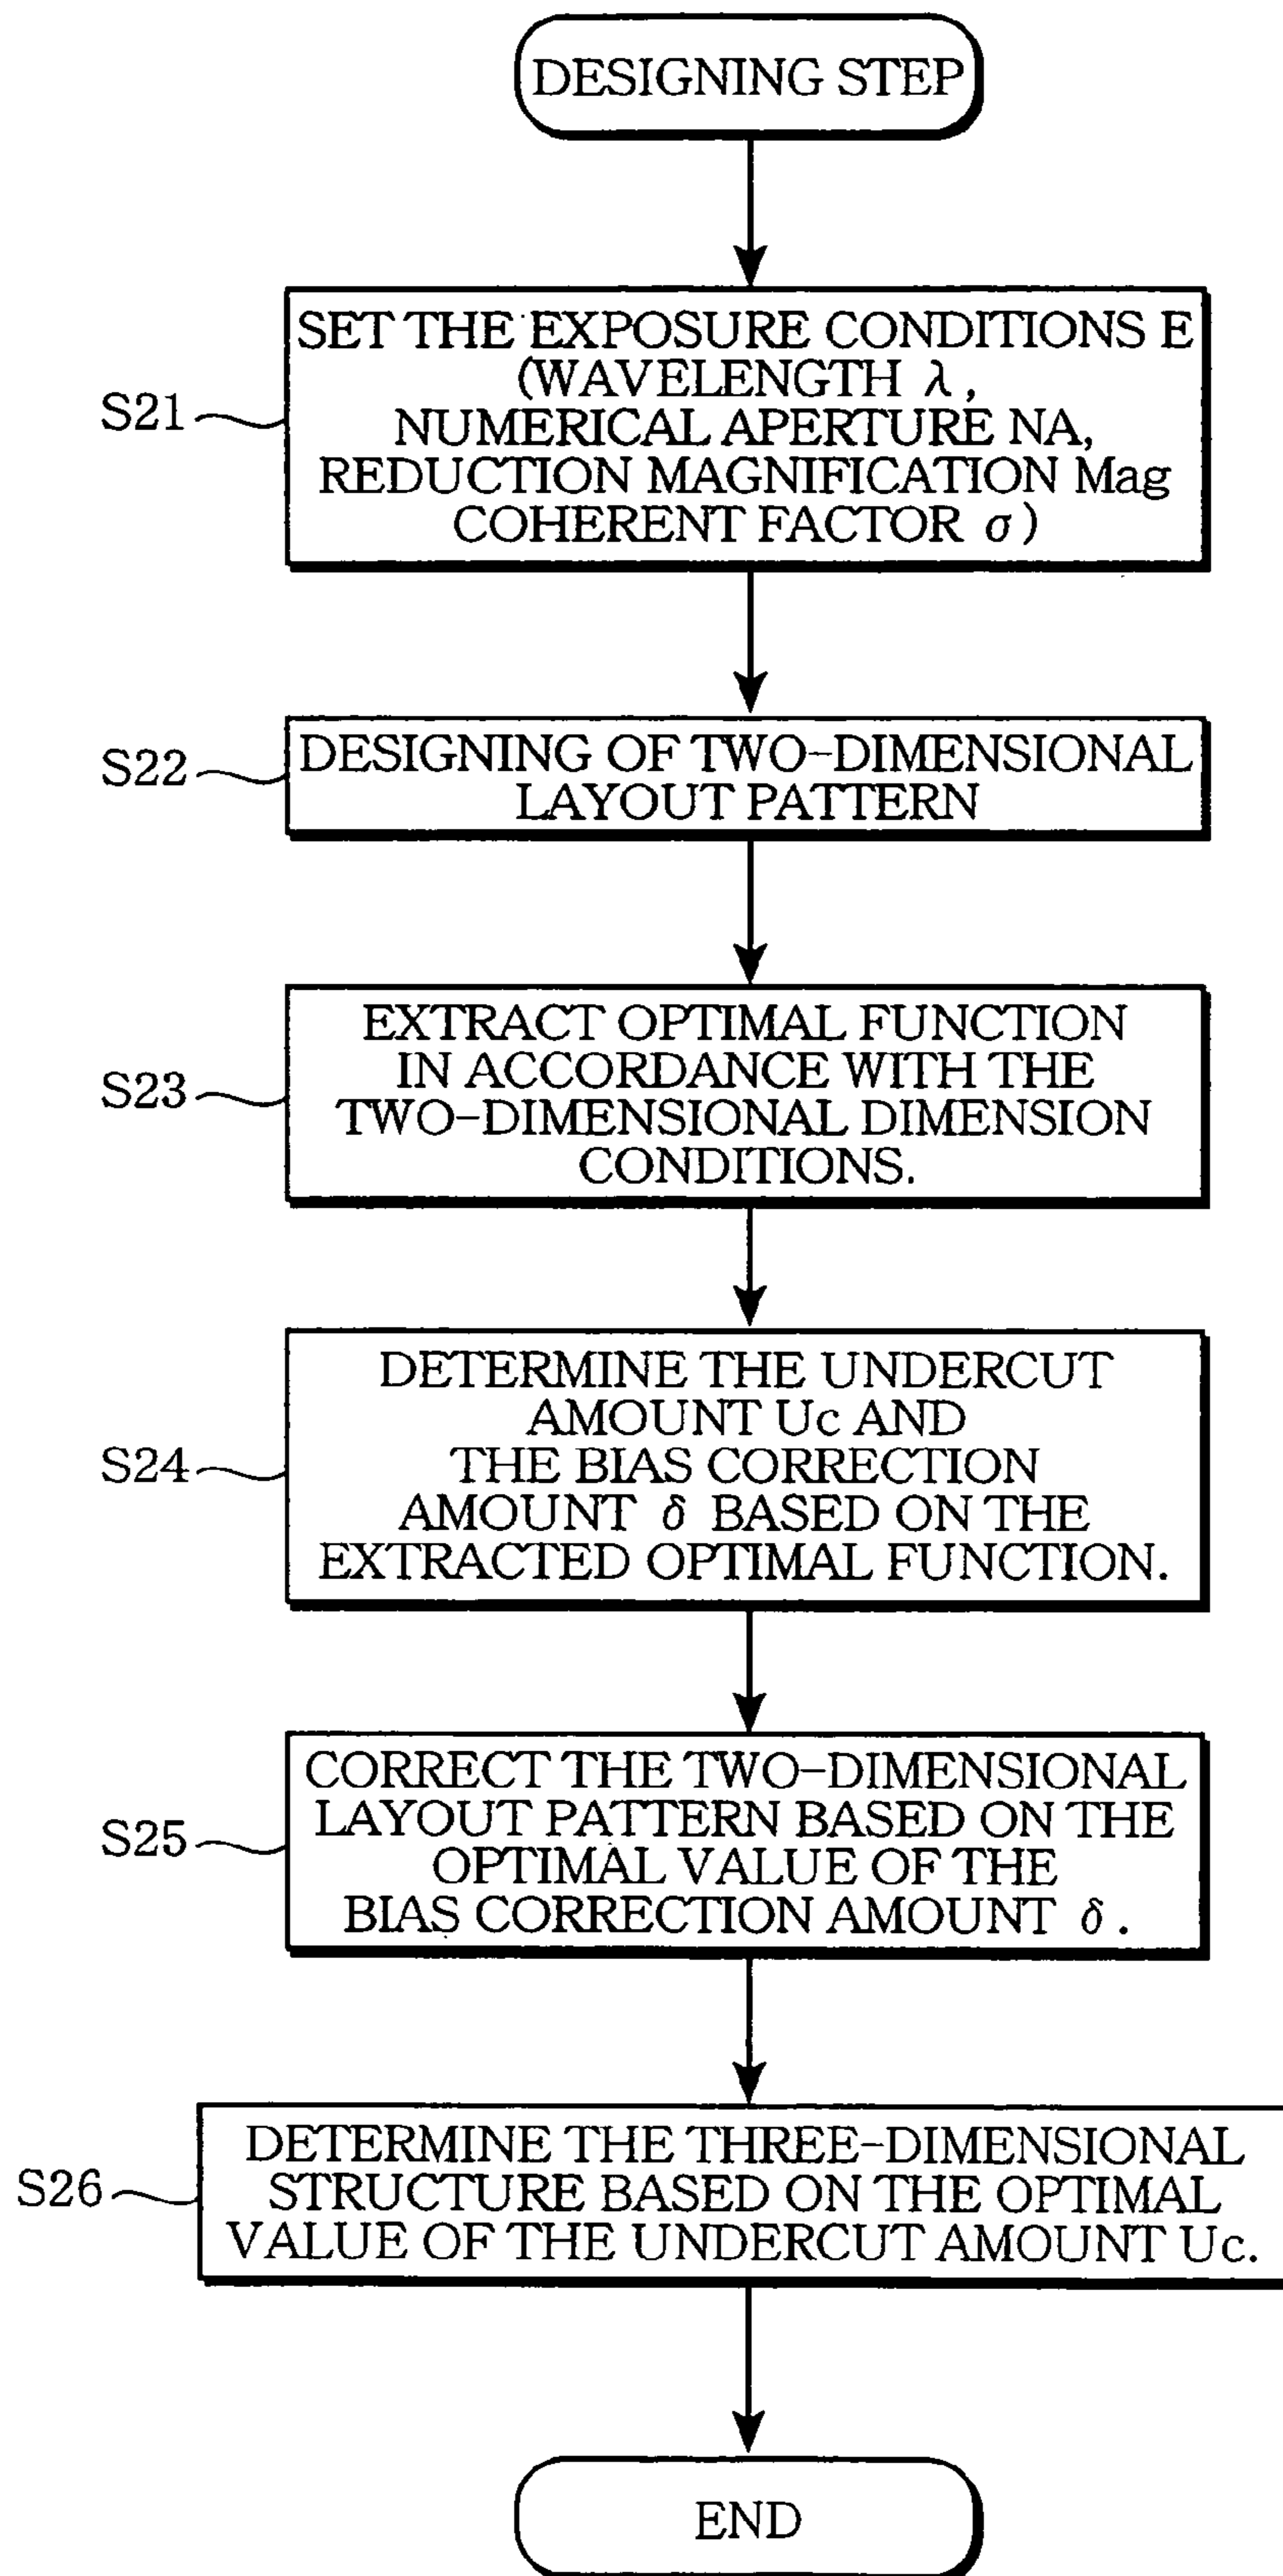 DESIGNING STEP
S21
SET THE EXPOSURE CONDITIONS E
(WAVELENGTH λ,
NUMERICAL APERTURE NA,
REDUCTION MAGNIFICATION Mag
COHERENT FACTOR σ)
S22
DESIGNING OF TWO-DIMENSIONAL
LAYOUT PATTERN
S23
EXTRACT OPTIMAL FUNCTION
IN ACCORDANCE WITH THE
TWO-DIMENSIONAL DIMENSION
CONDITIONS.
S24
DETERMINE THE UNDERCUT
AMOUNT Uc AND
THE BIAS CORRECTION
AMOUNT δ BASED ON THE
EXTRACTED OPTIMAL FUNCTION.
S25
CORRECT THE TWO-DIMENSIONAL
LAYOUT PATTERN BASED ON THE
OPTIMAL VALUE OF THE
BIAS CORRECTION AMOUNT δ.
S26
DETERMINE THE THREE-DIMENSIONAL
STRUCTURE BASED ON THE OPTIMAL
VALUE OF THE UNDERCUT AMOUNT Uc.
END